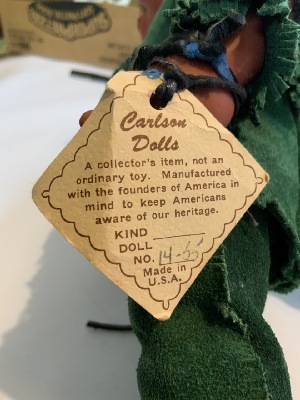 Carlson
Dolls
A collector's item, not an
ordinary toy. Manufactured
with the founders of America in
mind to keep Americans
aware of our heritage.
KIND
DOLL
NO. 14-
Made in
U.S.A.